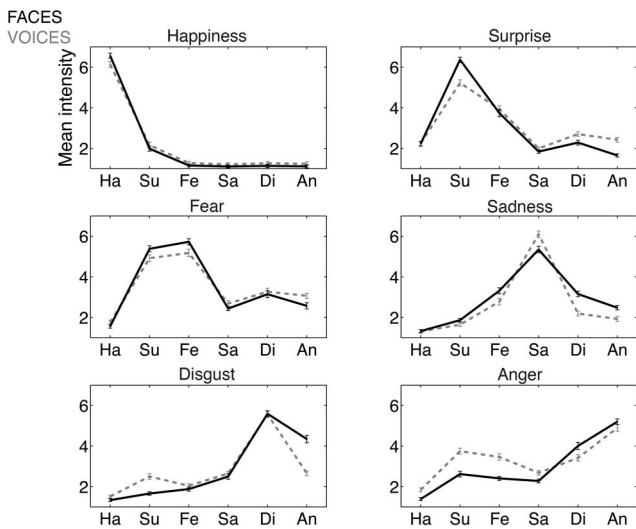 FACES
VOICES
Happiness
Surprise
Mean intensity
6
4
2
Ha Su Fe Sa Di An
6
4
2
Ha Su Fe Sa Di An
Fear
Sadness
6
4
2
Ha Su Fe Sa Di An
6
4
2
Ha Su Fe Sa Di An
Disgust
Anger
6
4
2
Ha Su Fe Sa Di An
6
4
2
Ha Su Fe Sa Di An